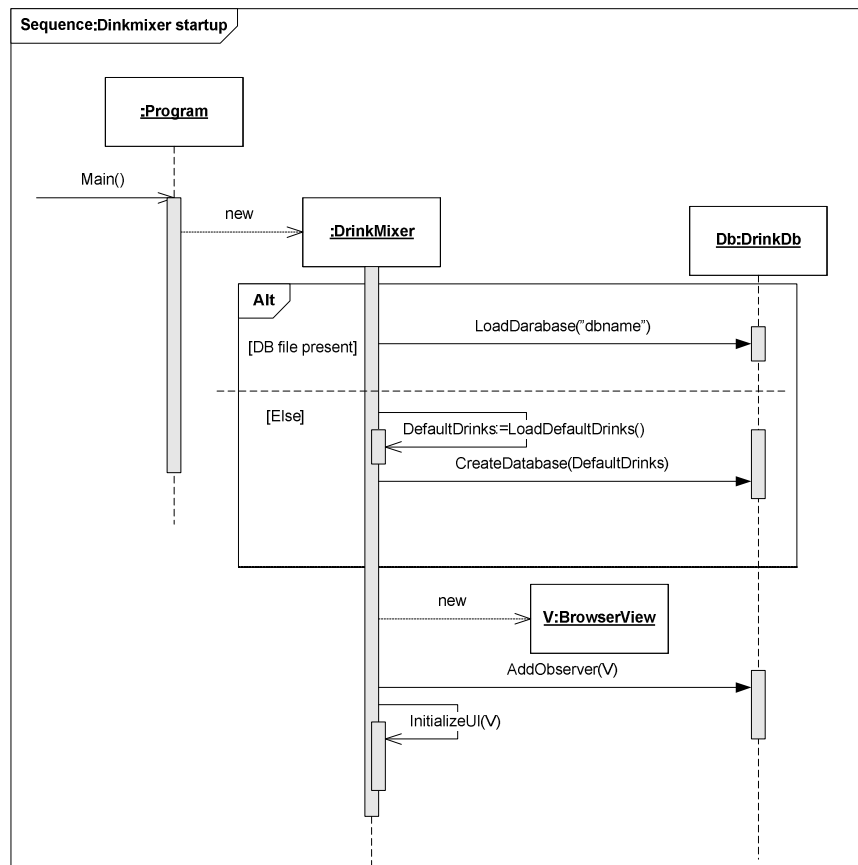 Sequence:Dinkmixer startup
:Program
Main()
new
:DrinkMixer
Db:DrinkDb
Alt
LoadDarabase("dbname")
[DB file present]
[Else]
DefaultDrinks:=LoadDefaultDrinks()
CreateDatabase(DefaultDrinks)
new
V:BrowserView
AddObserver(V)
InitializeUI(V)